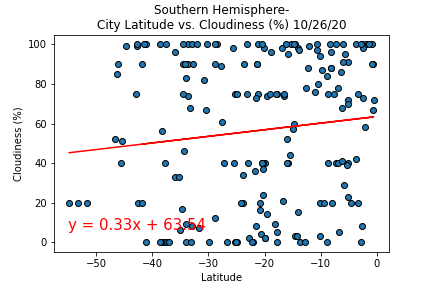 Southern Hemisphere-
City Latitude vs. Cloudiness (%) 10/26/20
100
80
60
40
20
0
Cloudiness (%)
y = 0.33x + 63.54
−50
−40
−30
−20
−10
0
Latitude